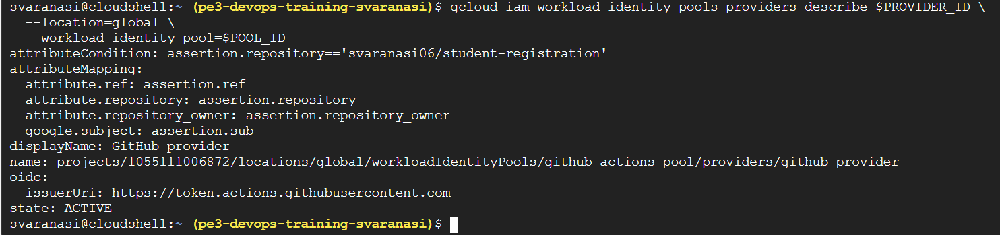 svaranasi@cloudshell:~ (pe3-devops-training-svaranasi)$ gcloud iam workload-identity-pools providers describe $PROVIDER_ID \
  --location=global \
  --workload-identity-pool=$POOL_ID
attributeCondition: assertion.repository=='svaranasi06/student-registration'
attributeMapping:
  attribute.ref: assertion.ref
  attribute.repository: assertion.repository
  attribute.repository_owner: assertion.repository_owner
  google.subject: assertion.sub
displayName: GitHub provider
name: projects/1055111006872/locations/global/workloadIdentityPools/github-actions-pool/providers/github-provider
oidc:
  issuerUri: https://token.actions.githubusercontent.com
state: ACTIVE
svaranasi@cloudshell:~ (pe3-devops-training-svaranasi)$